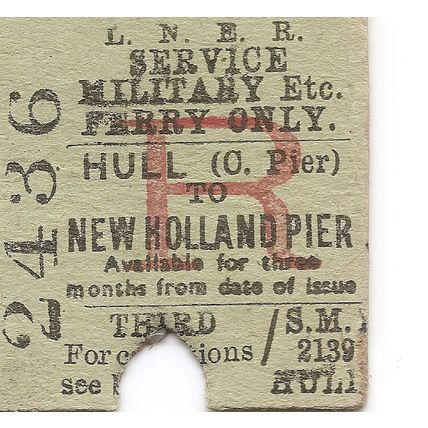 L. N. E. R.
SERVICE
MILITARY Etc.
FERRY ONLY.
HULL (C. Pier)
TO
NEW HOLLAND PIER
Available for three
months from date of issue
THIRD /S.M.
For 2139
see HULL
2436
R